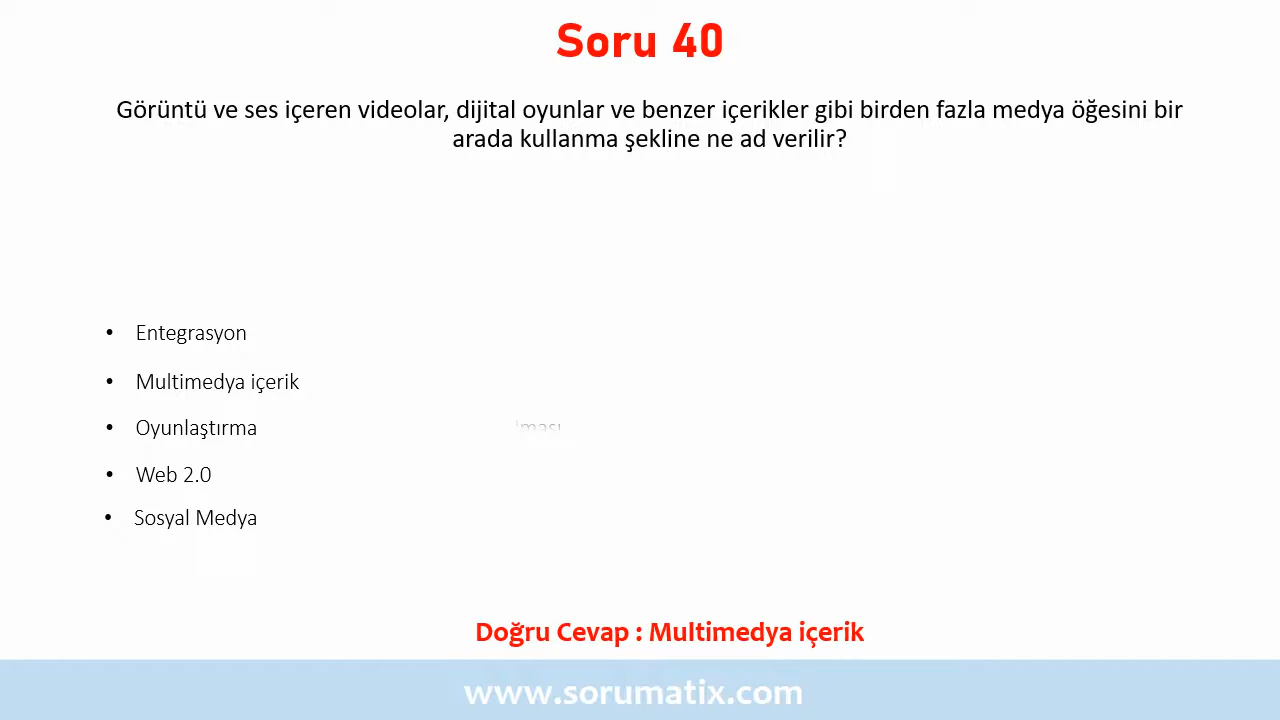 Soru 40
Görüntü ve ses içeren videolar, dijital oyunlar ve benzer içerikler gibi birden fazla medya öğesini bir
arada kullanma şekline ne ad verilir?
• Entegrasyon
• Multimedya içerik
• Oyunlaştırma
• Web 2.0
• Sosyal Medya
Doğru Cevap : Multimedya içerik
www.sorumatix.com